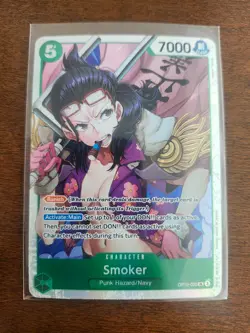 5
7000
Banish (When this card deals damage, the target card is
trashed without activating its Trigger.)
Activate: Main Set up to 1 of your DON!! cards as active.
Then, you cannot set DON!! cards as active using
Character effects during this turn.
CHARACTER
Smoker
Punk Hazard/Navy